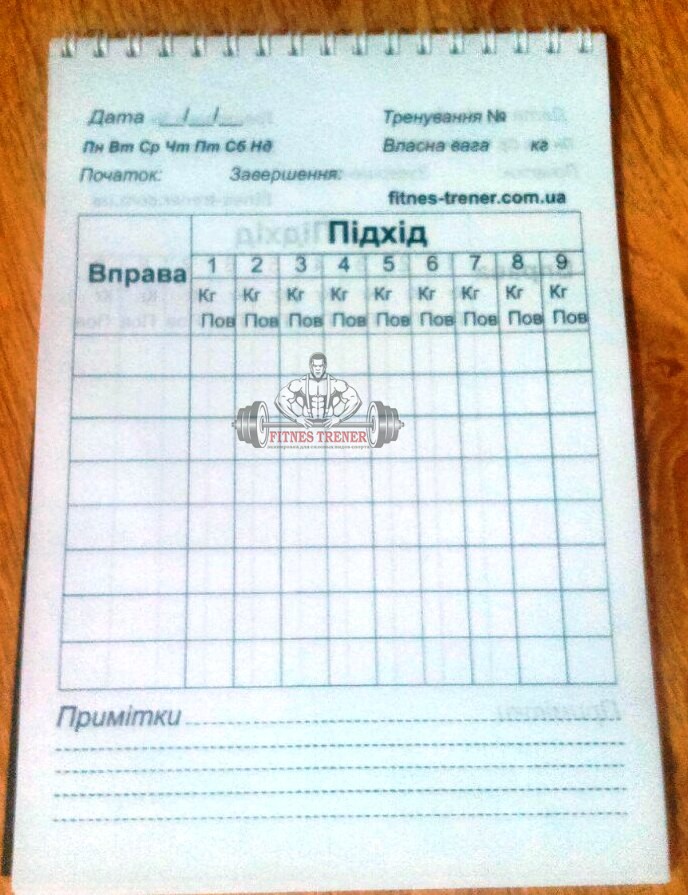 Дата __/__/__ Тренування №
Пн Вт Ср Чт Пт Сб Нд Власна вага кг
Початок: Завершення:
fitnes-trener.com.ua
Підхід
Вправа 1 2 3 4 5 6 7 8 9
Кг Кг Кг Кг Кг Кг Кг Кг Кг
Пов Пов Пов Пов Пов Пов Пов Пов Пов
FITNES TRENER
Примітки